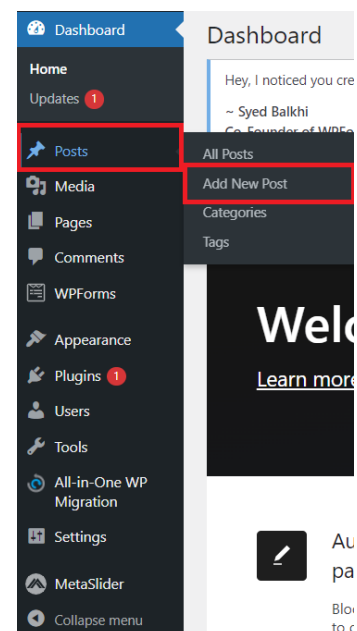 Dashboard
Home
Updates 1
Posts
Media
Pages
Comments
WPForms
Appearance
Plugins 1
Users
Tools
All-in-One WP
Migration
Settings
MetaSlider
Collapse menu
All Posts
Add New Post
Categories
Tags
Dashboard
Hey, I noticed you cre
~ Syed Balkhi
Co-Founder of WPFo
Welc
Learn more
Au
pa
Bloc
to c